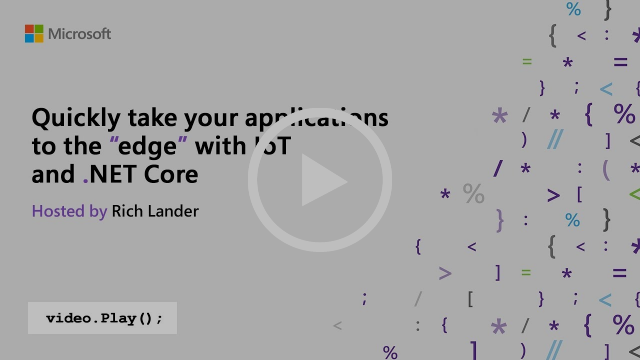 Microsoft
Quickly take your applications
to the “edge” with IoT
and .NET Core
Hosted by Rich Lander
video.Play();